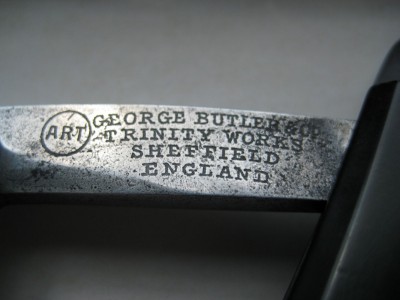 ART
GEORGE BUTLER & CO
TRINITY WORKS
SHEFFIELD
ENGLAND